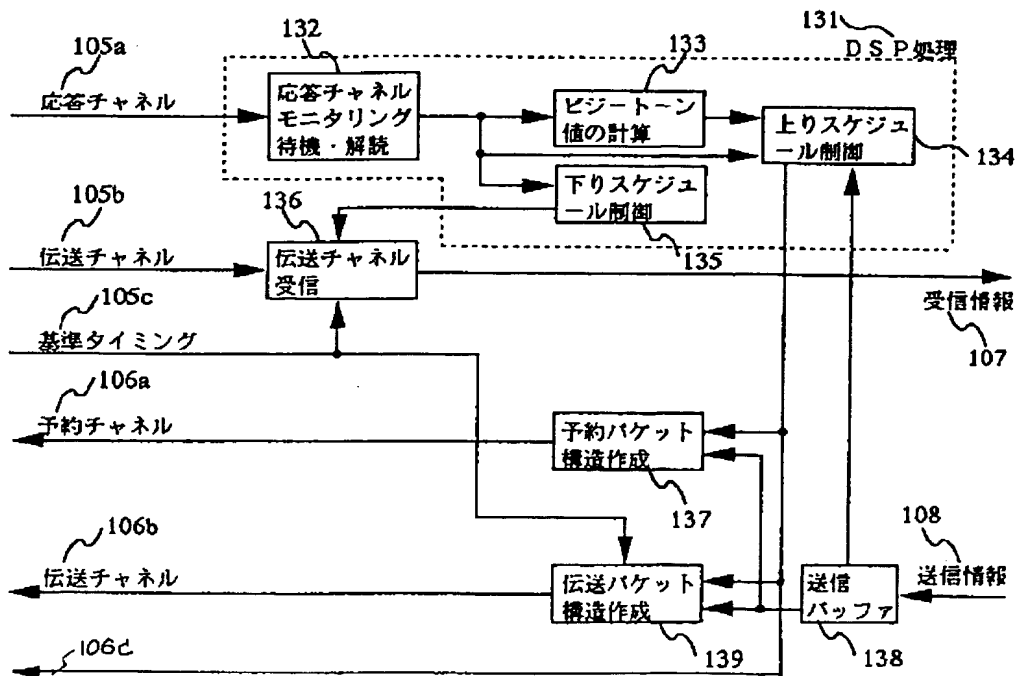 131
DSP処理
132
133
105a
応答チャネル
応答チャネル
モニタリング
待機・解読
ビジートーン
値の計算
上りスケジュ
ール制御
134
下りスケジュ
ール制御
135
105b
伝送チャネル
136
伝送チャネル
受信
受信情報
107
105c
基準タイミング
106a
予約チャネル
予約パケット
構造作成
137
106b
伝送チャネル
伝送パケット
構造作成
139
送信
バッファ
138
108
送信情報
106d